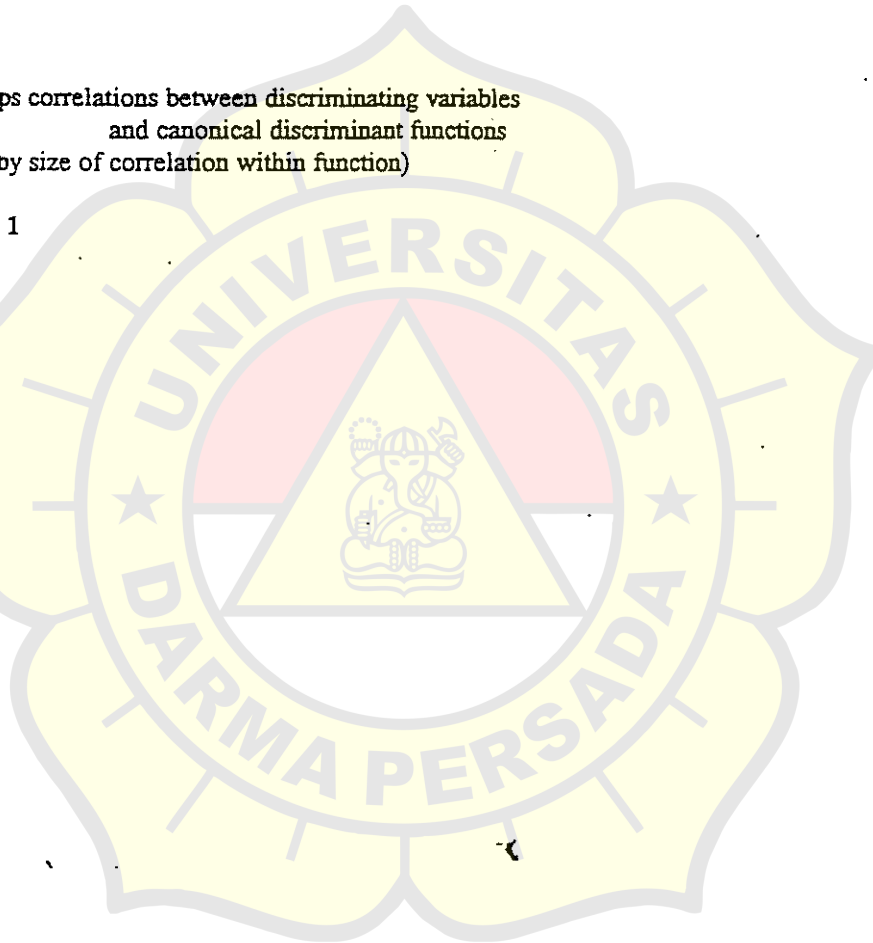 ps correlations between discriminating variables
and canonical discriminant functions
by size of correlation within function)
1
UNIVERSITAS
DARMA PERSADA